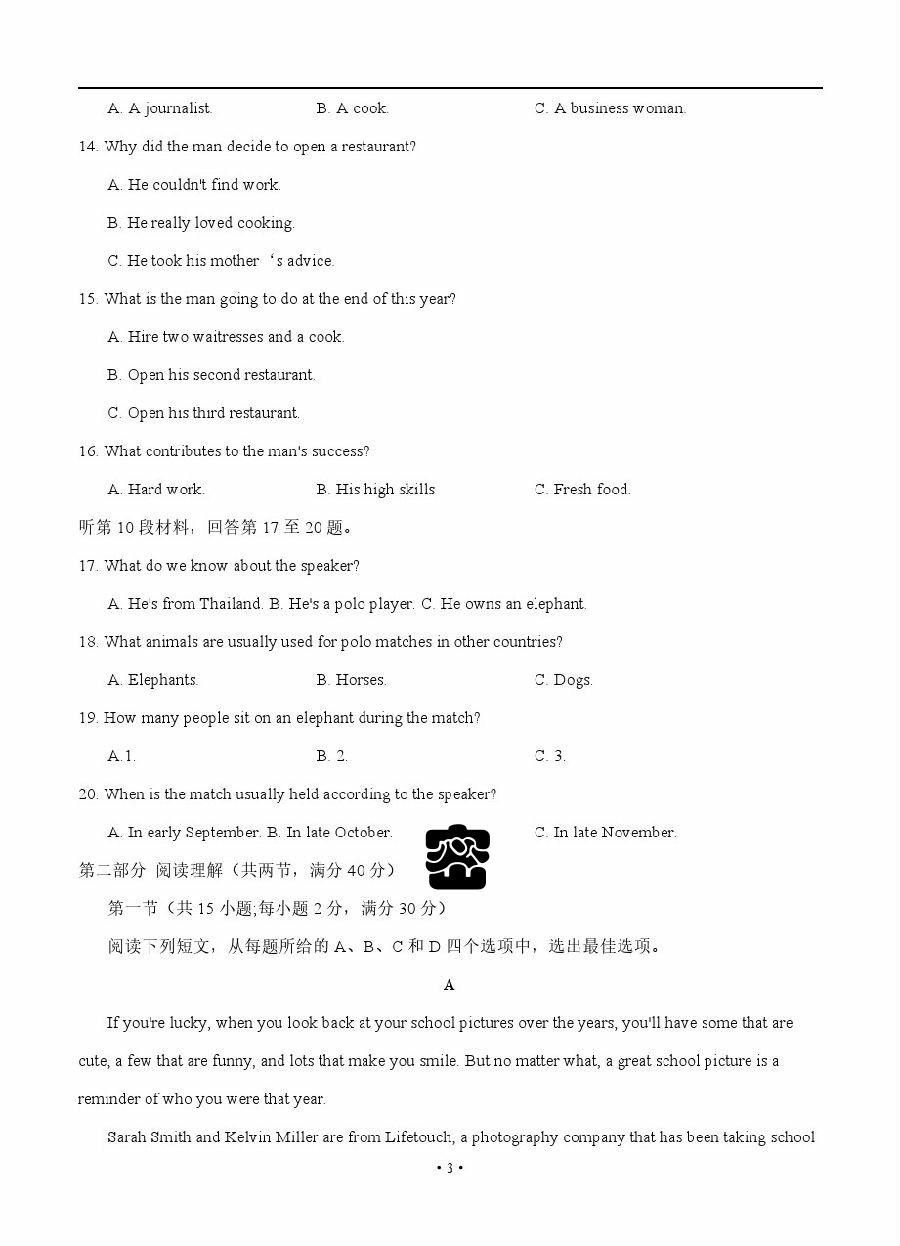 A. A journalist. B. A cook. C. A business woman.
14. Why did the man decide to open a restaurant?
A. He couldn't find work.
B. He really loved cooking.
C. He took his mother ‘s advice.
15. What is the man going to do at the end of this year?
A. Hire two waitresses and a cook.
B. Open his second restaurant.
C. Open his third restaurant.
16. What contributes to the man's success?
A. Hard work. B. His high skills C. Fresh food.
听第 10 段材料，回答第 17 至 20 题。
17. What do we know about the speaker?
A. He's from Thailand. B. He's a polo player. C. He owns an elephant.
18. What animals are usually used for polo matches in other countries?
A. Elephants. B. Horses. C. Dogs.
19. How many people sit on an elephant during the match?
A.1. B. 2. C. 3.
20. When is the match usually held according to the speaker?
A. In early September. B. In late October. C. In late November.
第二部分 阅读理解（共两节，满分 40 分）
第一节（共 15 小题;每小题 2 分，满分 30 分）
阅读下列短文，从每题所给的 A、B、C 和 D 四个选项中，选出最佳选项。
A
If you're lucky, when you look back at your school pictures over the years, you'll have some that are
cute, a few that are funny, and lots that make you smile. But no matter what, a great school picture is a
reminder of who you were that year.
Sarah Smith and Kelvin Miller are from Lifetouch, a photography company that has been taking school
• 3 •